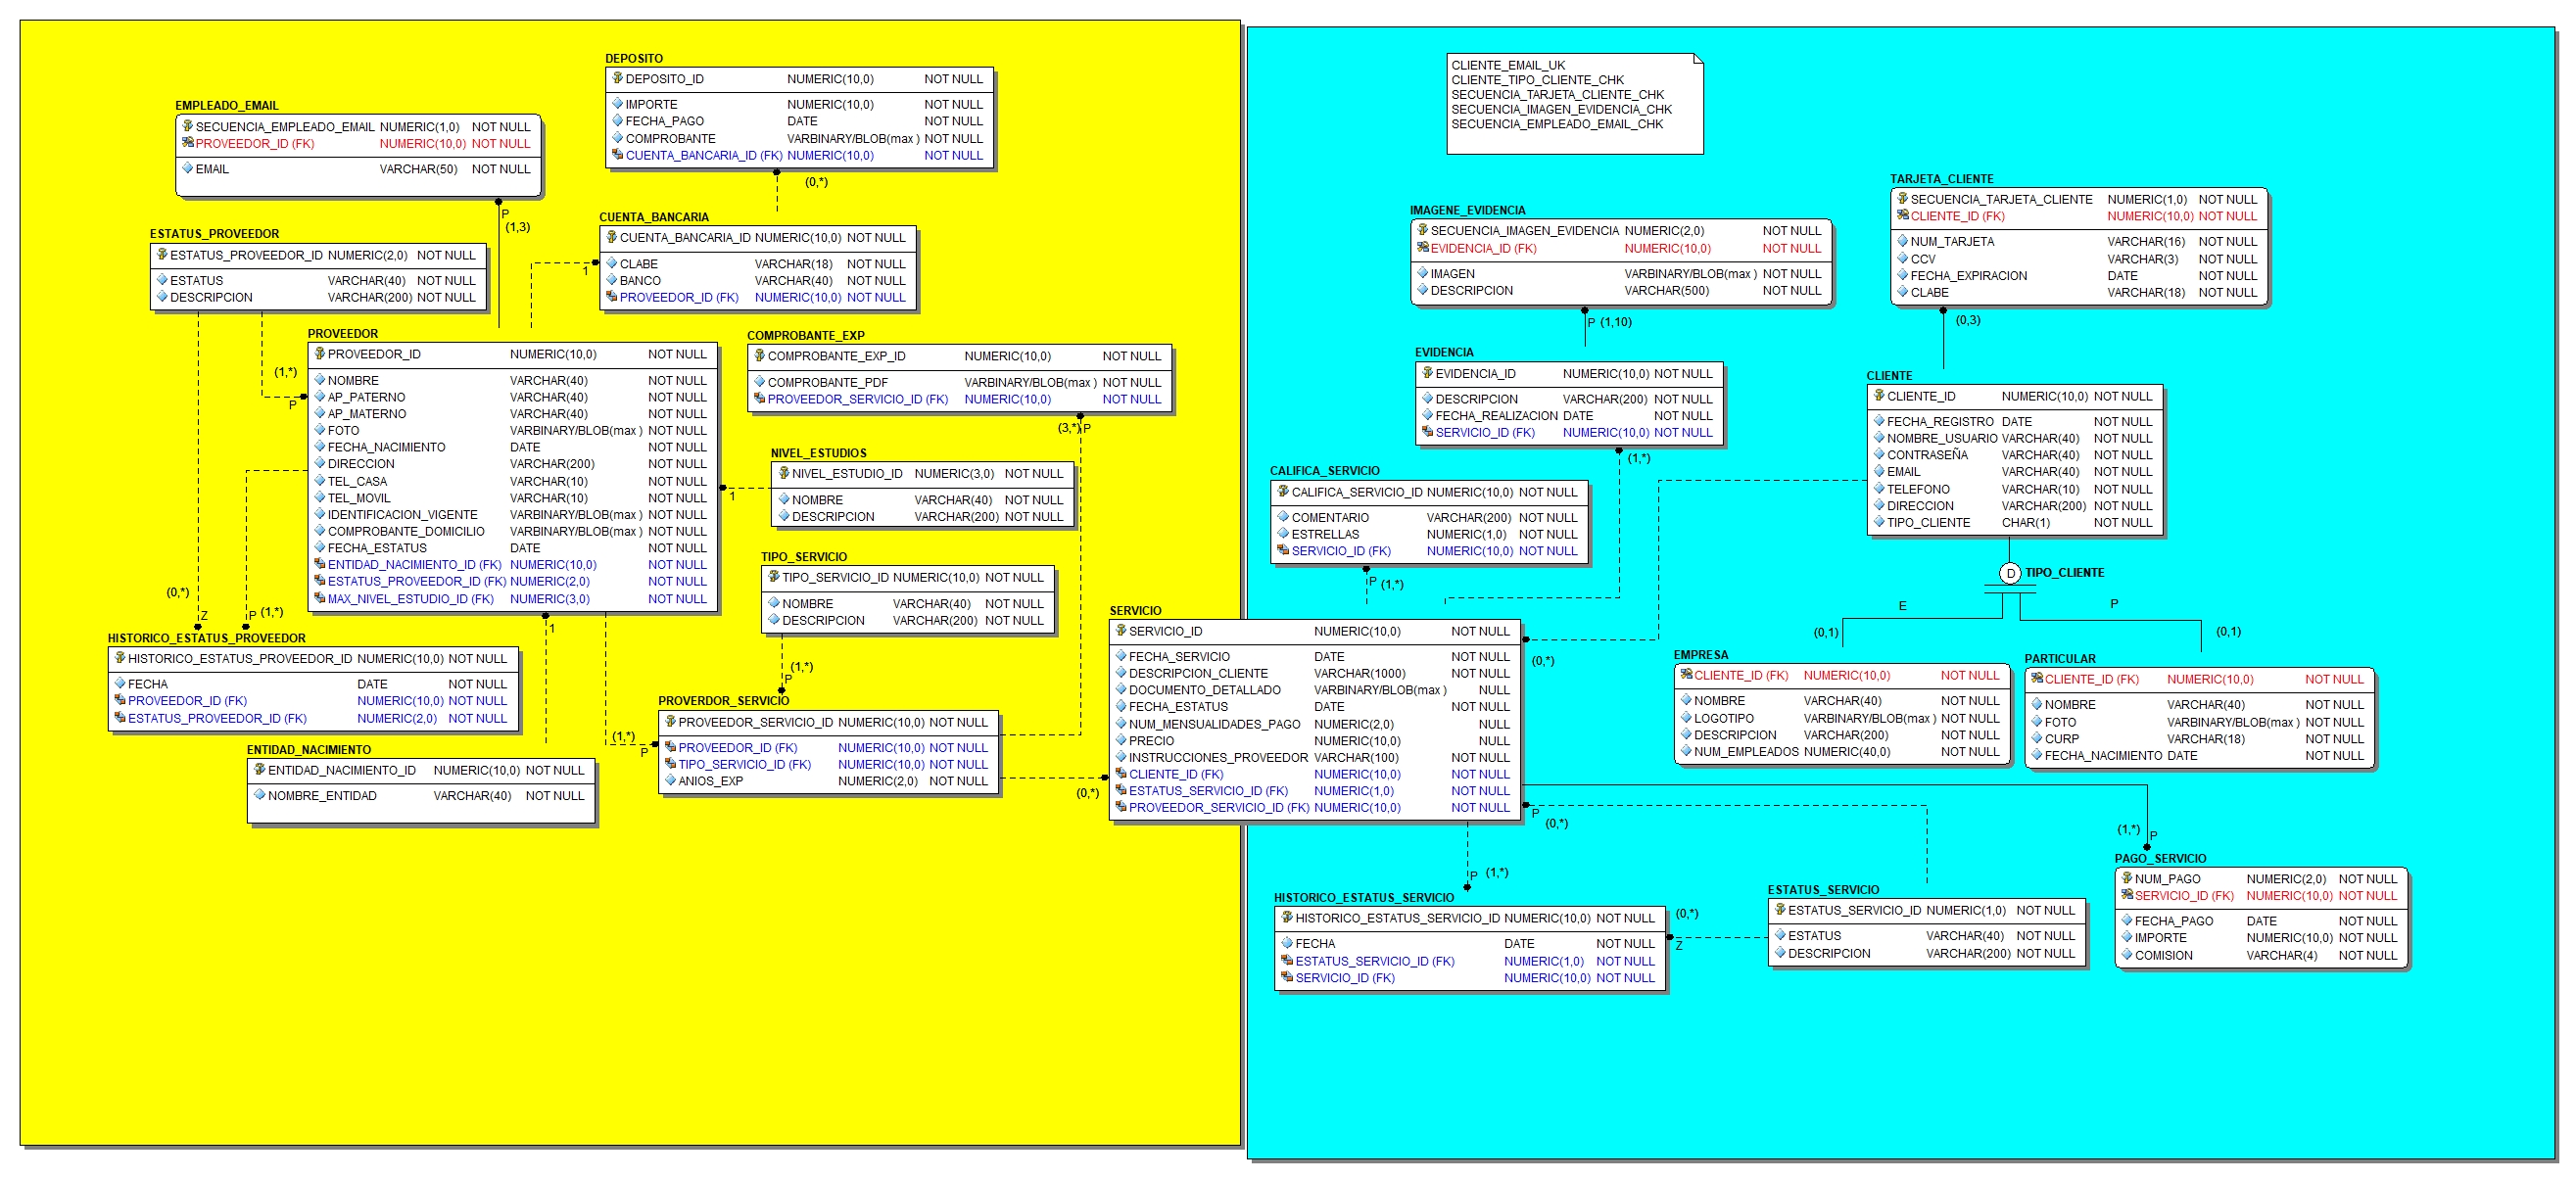 DEPOSITO
DEPOSITO_ID NUMERIC(10,0) NOT NULL
IMPORTE NUMERIC(10,0) NOT NULL
FECHA_PAGO DATE NOT NULL
COMPROBANTE VARBINARY/BLOB(max ) NOT NULL
CUENTA_BANCARIA_ID (FK) NUMERIC(10,0) NOT NULL
(0,*)
EMPLEADO_EMAIL
SECUENCIA_EMPLEADO_EMAIL NUMERIC(1,0) NOT NULL
PROVEEDOR_ID (FK) NUMERIC(10,0) NOT NULL
EMAIL VARCHAR(50) NOT NULL
P
(1,3)
CUENTA_BANCARIA
CUENTA_BANCARIA_ID NUMERIC(10,0) NOT NULL
CLABE VARCHAR(18) NOT NULL
BANCO VARCHAR(40) NOT NULL
PROVEEDOR_ID (FK) NUMERIC(10,0) NOT NULL
1
ESTATUS_PROVEEDOR
ESTATUS_PROVEEDOR_ID NUMERIC(2,0) NOT NULL
ESTATUS VARCHAR(40) NOT NULL
DESCRIPCION VARCHAR(200) NOT NULL
(1,*)
P
PROVEEDOR
PROVEEDOR_ID NUMERIC(10,0) NOT NULL
NOMBRE VARCHAR(40) NOT NULL
AP_PATERNO VARCHAR(40) NOT NULL
AP_MATERNO VARCHAR(40) NOT NULL
FOTO VARBINARY/BLOB(max ) NOT NULL
FECHA_NACIMIENTO DATE NOT NULL
DIRECCION VARCHAR(200) NOT NULL
TEL_CASA VARCHAR(10) NOT NULL
TEL_MOVIL VARCHAR(10) NOT NULL
IDENTIFICACION_VIGENTE VARBINARY/BLOB(max ) NOT NULL
COMPROBANTE_DOMICILIO VARBINARY/BLOB(max ) NOT NULL
FECHA_ESTATUS DATE NOT NULL
ENTIDAD_NACIMIENTO_ID (FK) NUMERIC(10,0) NOT NULL
ESTATUS_PROVEEDOR_ID (FK) NUMERIC(2,0) NOT NULL
MAX_NIVEL_ESTUDIO_ID (FK) NUMERIC(3,0) NOT NULL
COMPROBANTE_EXP
COMPROBANTE_EXP_ID NUMERIC(10,0) NOT NULL
COMPROBANTE_PDF VARBINARY/BLOB(max ) NOT NULL
PROVEEDOR_SERVICIO_ID (FK) NUMERIC(10,0) NOT NULL
(3,*) P
NIVEL_ESTUDIOS
NIVEL_ESTUDIO_ID NUMERIC(3,0) NOT NULL
NOMBRE VARCHAR(40) NOT NULL
DESCRIPCION VARCHAR(200) NOT NULL
1
TIPO_SERVICIO
TIPO_SERVICIO_ID NUMERIC(10,0) NOT NULL
NOMBRE VARCHAR(40) NOT NULL
DESCRIPCION VARCHAR(200) NOT NULL
(1,*)
P
(0,*)
Z
P (1,*)
1
HISTORICO_ESTATUS_PROVEEDOR
HISTORICO_ESTATUS_PROVEEDOR_ID NUMERIC(10,0) NOT NULL
FECHA DATE NOT NULL
PROVEEDOR_ID (FK) NUMERIC(10,0) NOT NULL
ESTATUS_PROVEEDOR_ID (FK) NUMERIC(2,0) NOT NULL
ENTIDAD_NACIMIENTO
ENTIDAD_NACIMIENTO_ID NUMERIC(10,0) NOT NULL
NOMBRE_ENTIDAD VARCHAR(40) NOT NULL
PROVERDOR_SERVICIO
PROVEEDOR_SERVICIO_ID NUMERIC(10,0) NOT NULL
PROVEEDOR_ID (FK) NUMERIC(10,0) NOT NULL
TIPO_SERVICIO_ID (FK) NUMERIC(10,0) NOT NULL
ANIOS_EXP NUMERIC(2,0) NOT NULL
(1,*)
P
(0,*)
CLIENTE_EMAIL_UK
CLIENTE_TIPO_CLIENTE_CHK
SECUENCIA_TARJETA_CLIENTE_CHK
SECUENCIA_IMAGEN_EVIDENCIA_CHK
SECUENCIA_EMPLEADO_EMAIL_CHK
TARJETA_CLIENTE
SECUENCIA_TARJETA_CLIENTE NUMERIC(1,0) NOT NULL
CLIENTE_ID (FK) NUMERIC(10,0) NOT NULL
NUM_TARJETA VARCHAR(16) NOT NULL
CCV VARCHAR(3) NOT NULL
FECHA_EXPIRACION DATE NOT NULL
CLABE VARCHAR(18) NOT NULL
(0,3)
IMAGENE_EVIDENCIA
SECUENCIA_IMAGEN_EVIDENCIA NUMERIC(2,0) NOT NULL
EVIDENCIA_ID (FK) NUMERIC(10,0) NOT NULL
IMAGEN VARBINARY/BLOB(max ) NOT NULL
DESCRIPCION VARCHAR(500) NOT NULL
P (1,10)
EVIDENCIA
EVIDENCIA_ID NUMERIC(10,0) NOT NULL
DESCRIPCION VARCHAR(200) NOT NULL
FECHA_REALIZACION DATE NOT NULL
SERVICIO_ID (FK) NUMERIC(10,0) NOT NULL
(1,*)
CLIENTE
CLIENTE_ID NUMERIC(10,0) NOT NULL
FECHA_REGISTRO DATE NOT NULL
NOMBRE_USUARIO VARCHAR(40) NOT NULL
CONTRASEÑA VARCHAR(40) NOT NULL
EMAIL VARCHAR(40) NOT NULL
TELEFONO VARCHAR(10) NOT NULL
DIRECCION VARCHAR(200) NOT NULL
TIPO_CLIENTE CHAR(1) NOT NULL
D TIPO_CLIENTE
E
P
(0,1)
(0,1)
CALIFICA_SERVICIO
CALIFICA_SERVICIO_ID NUMERIC(10,0) NOT NULL
COMENTARIO VARCHAR(200) NOT NULL
ESTRELLAS NUMERIC(1,0) NOT NULL
SERVICIO_ID (FK) NUMERIC(10,0) NOT NULL
P (1,*)
SERVICIO
SERVICIO_ID NUMERIC(10,0) NOT NULL
FECHA_SERVICIO DATE NOT NULL
DESCRIPCION_CLIENTE VARCHAR(1000) NOT NULL
DOCUMENTO_DETALLADO VARBINARY/BLOB(max ) NULL
FECHA_ESTATUS DATE NOT NULL
NUM_MENSUALIDADES_PAGO NUMERIC(2,0) NULL
PRECIO NUMERIC(10,0) NULL
INSTRUCCIONES_PROVEEDOR VARCHAR(100) NOT NULL
CLIENTE_ID (FK) NUMERIC(10,0) NOT NULL
ESTATUS_SERVICIO_ID (FK) NUMERIC(1,0) NOT NULL
PROVEEDOR_SERVICIO_ID (FK) NUMERIC(10,0) NOT NULL
(0,*)
P
(0,*)
EMPRESA
CLIENTE_ID (FK) NUMERIC(10,0) NOT NULL
NOMBRE VARCHAR(40) NOT NULL
LOGOTIPO VARBINARY/BLOB(max ) NOT NULL
DESCRIPCION VARCHAR(200) NOT NULL
NUM_EMPLEADOS NUMERIC(40,0) NOT NULL
PARTICULAR
CLIENTE_ID (FK) NUMERIC(10,0) NOT NULL
NOMBRE VARCHAR(40) NOT NULL
FOTO VARBINARY/BLOB(max ) NOT NULL
CURP VARCHAR(18) NOT NULL
FECHA_NACIMIENTO DATE NOT NULL
(1,*)
P
PAGO_SERVICIO
NUM_PAGO NUMERIC(2,0) NOT NULL
SERVICIO_ID (FK) NUMERIC(10,0) NOT NULL
FECHA_PAGO DATE NOT NULL
IMPORTE NUMERIC(10,0) NOT NULL
COMISION VARCHAR(4) NOT NULL
P (1,*)
HISTORICO_ESTATUS_SERVICIO
HISTORICO_ESTATUS_SERVICIO_ID NUMERIC(10,0) NOT NULL
FECHA DATE NOT NULL
ESTATUS_SERVICIO_ID (FK) NUMERIC(1,0) NOT NULL
SERVICIO_ID (FK) NUMERIC(10,0) NOT NULL
(0,*)
Z
ESTATUS_SERVICIO
ESTATUS_SERVICIO_ID NUMERIC(1,0) NOT NULL
ESTATUS VARCHAR(40) NOT NULL
DESCRIPCION VARCHAR(200) NOT NULL